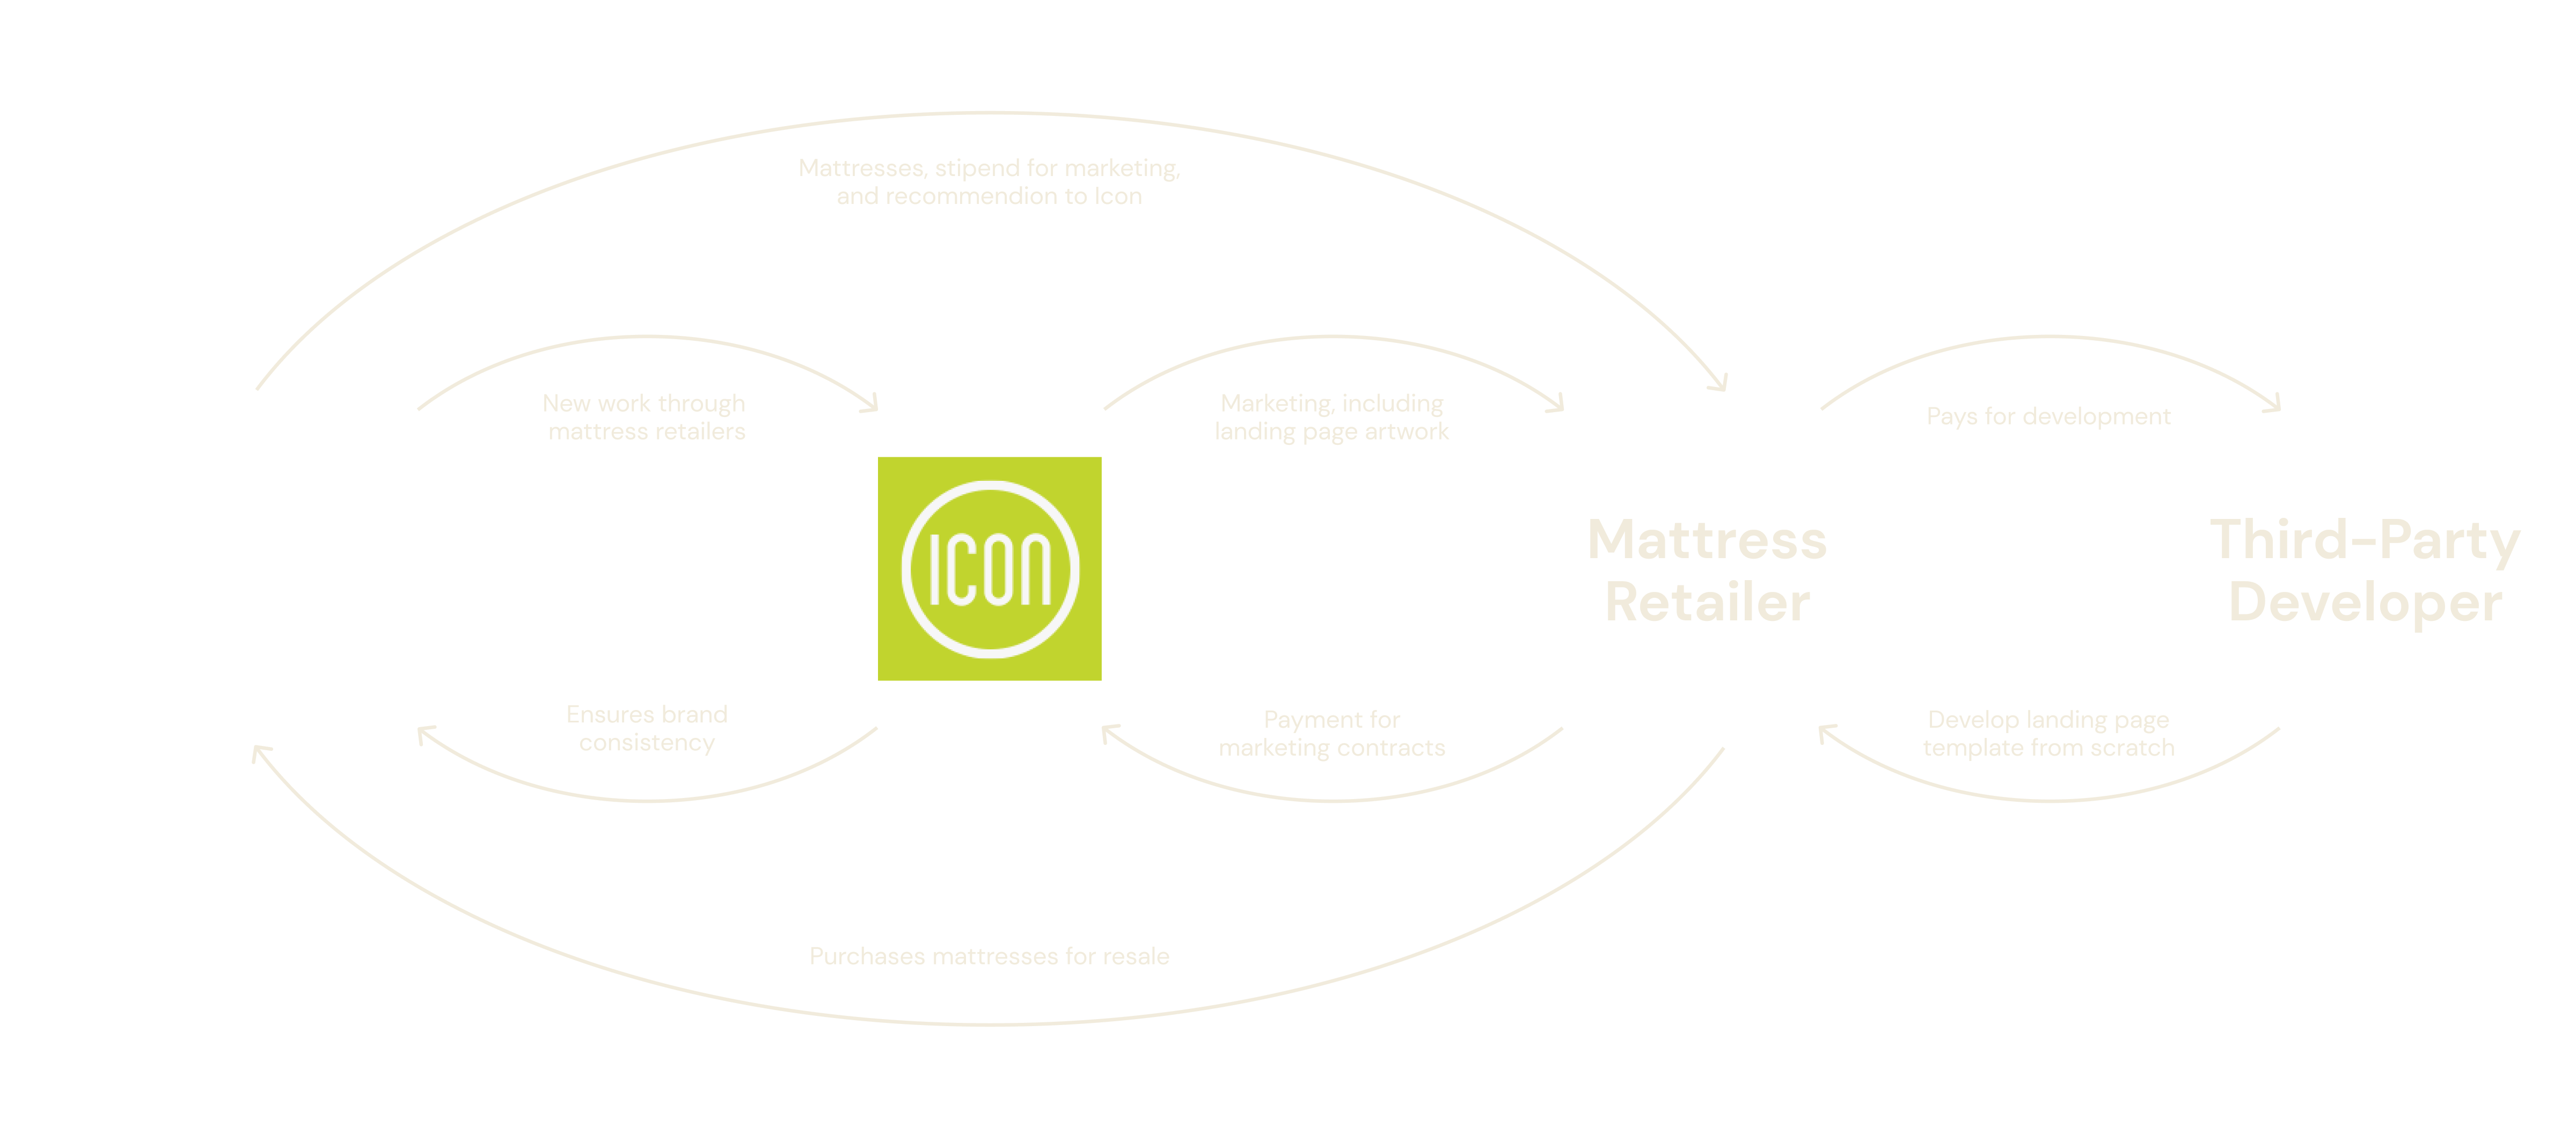 Mattresses, stipend for marketing,
and recommendion to Icon
New work through
mattress retailers
Marketing, including
landing page artwork
Pays for development
ICON
Mattress
Retailer
Third-Party
Developer
Ensures brand
consistency
Payment for
marketing contracts
Develop landing page
template from scratch
Purchases mattresses for resale